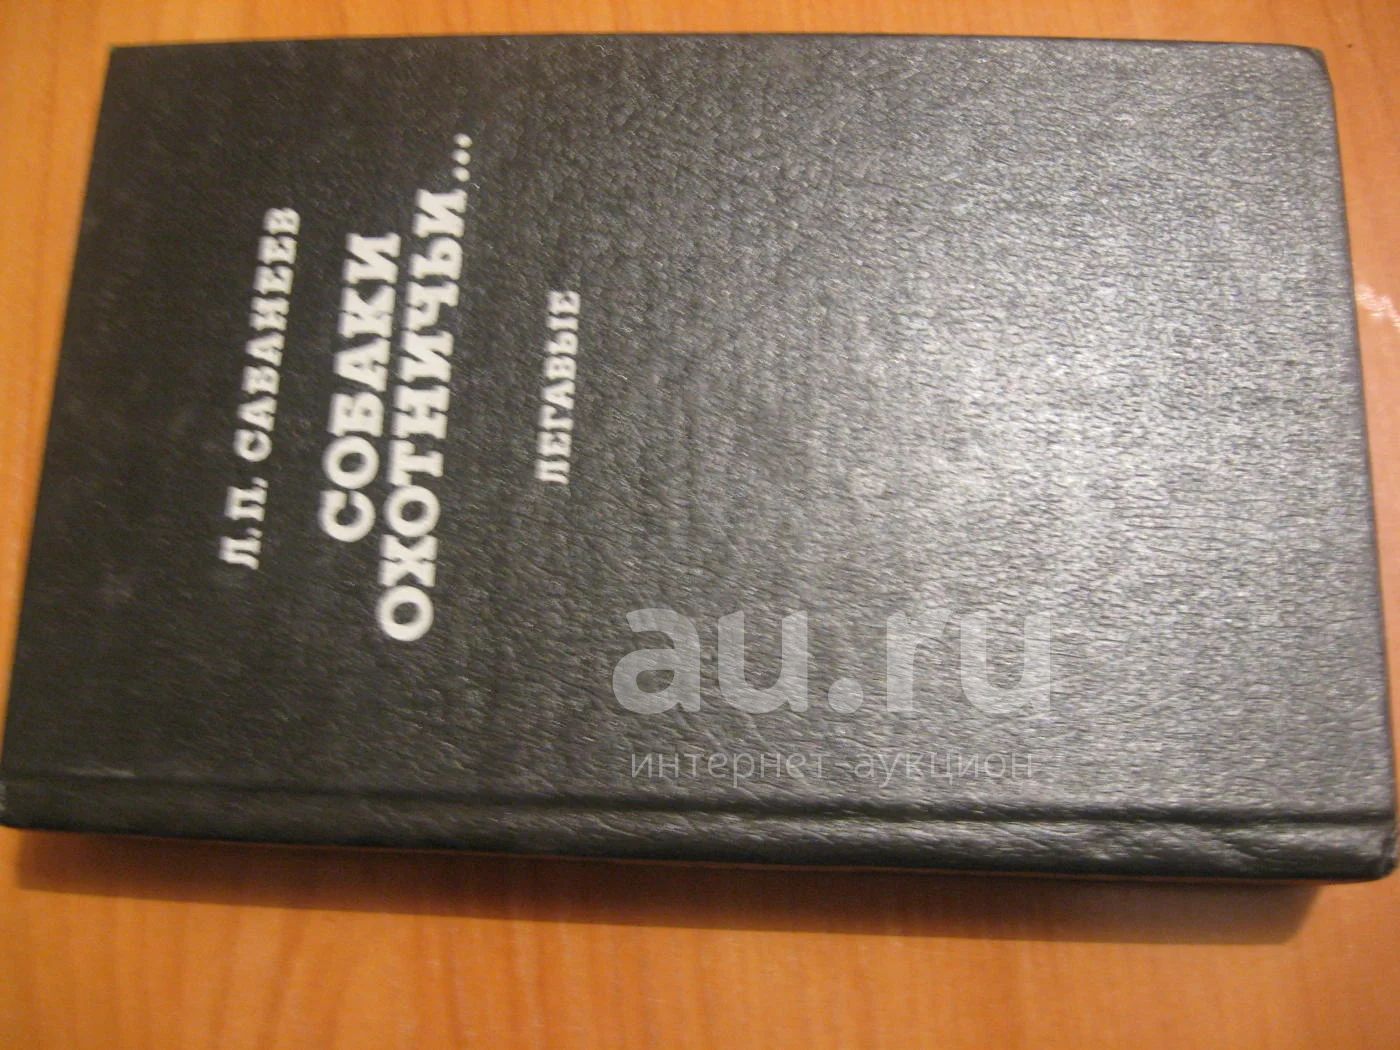 Л.П. САБАНЕЕВ
СОБАКИ
ОХОТНИЧЬИ...
ЛЕГАВЫЕ
au.ru
интернет-аукцион